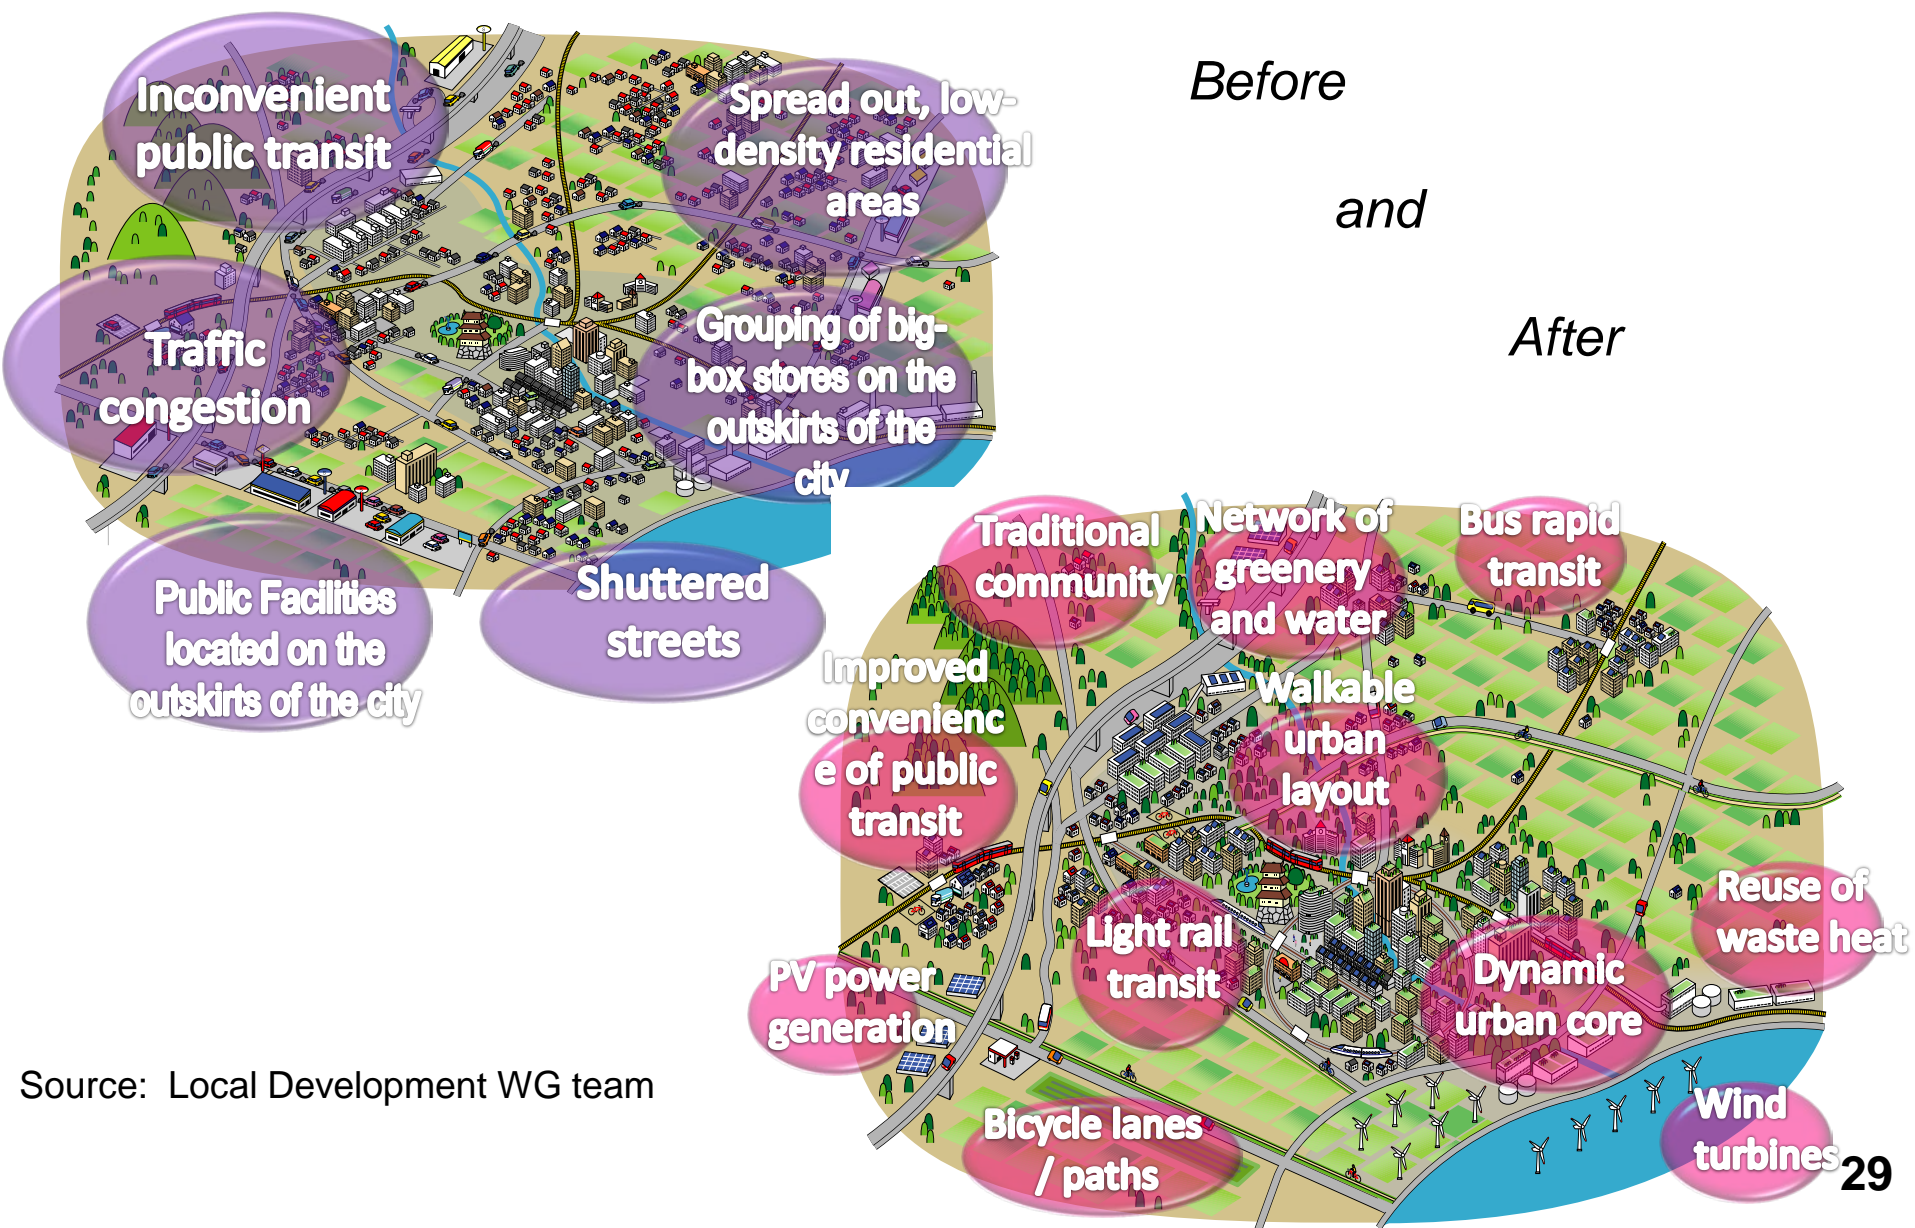 Before
and
After
Inconvenient
public transit
Spread out, low-
density residential
areas
Traffic
congestion
Grouping of big-
box stores on the
outskirts of the
city
Public Facilities
located on the
outskirts of the city
Shuttered
streets
Traditional
community
Network of
greenery
and water
Bus rapid
transit
Improved
convenienc
e of public
transit
Walkable
urban
layout
Reuse of
waste heat
Light rail
transit
Dynamic
urban core
PV power
generation
Bicycle lanes
/ paths
Wind
turbines
Source:  Local Development WG team
29